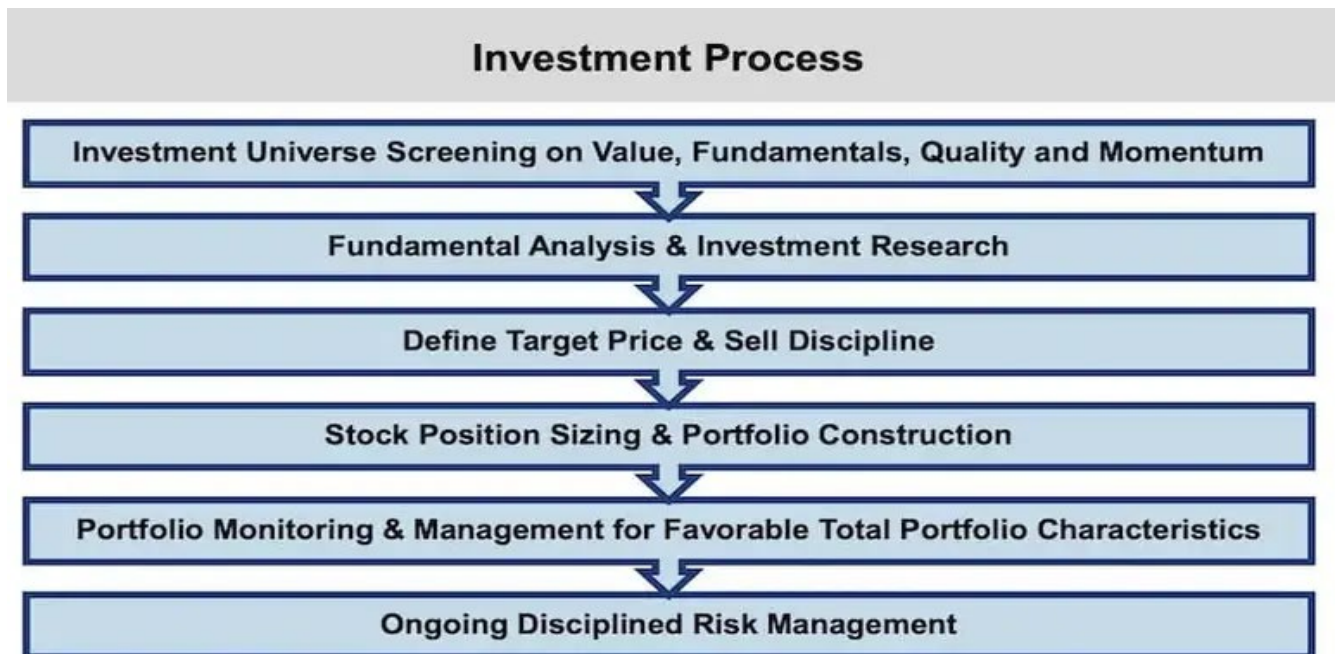 Investment Process
Investment Universe Screening on Value, Fundamentals, Quality and Momentum
Fundamental Analysis & Investment Research
Define Target Price & Sell Discipline
Stock Position Sizing & Portfolio Construction
Portfolio Monitoring & Management for Favorable Total Portfolio Characteristics
Ongoing Disciplined Risk Management